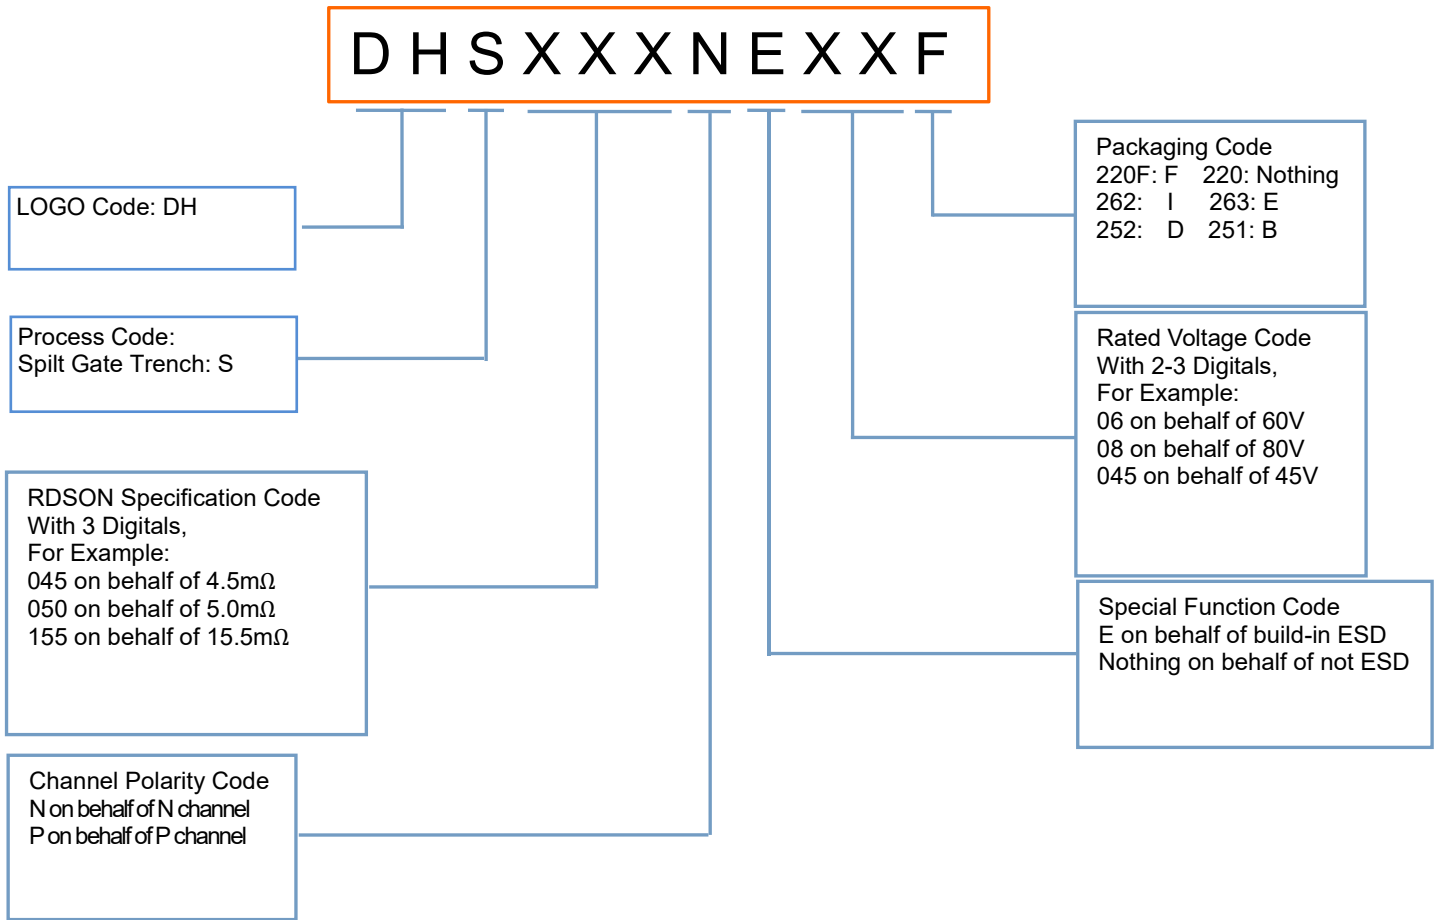 D H S X X X N E X X F
LOGO Code: DH
Process Code:
Spilt Gate Trench: S
RDSON Specification Code
With 3 Digitals,
For Example:
045 on behalf of 4.5mΩ
050 on behalf of 5.0mΩ
155 on behalf of 15.5mΩ
Channel Polarity Code
N on behalf of N channel
P on behalf of P channel
Packaging Code
220F: F 220: Nothing
262: I 263: E
252: D 251: B
Rated Voltage Code
With 2-3 Digitals,
For Example:
06 on behalf of 60V
08 on behalf of 80V
045 on behalf of 45V
Special Function Code
E on behalf of build-in ESD
Nothing on behalf of not ESD